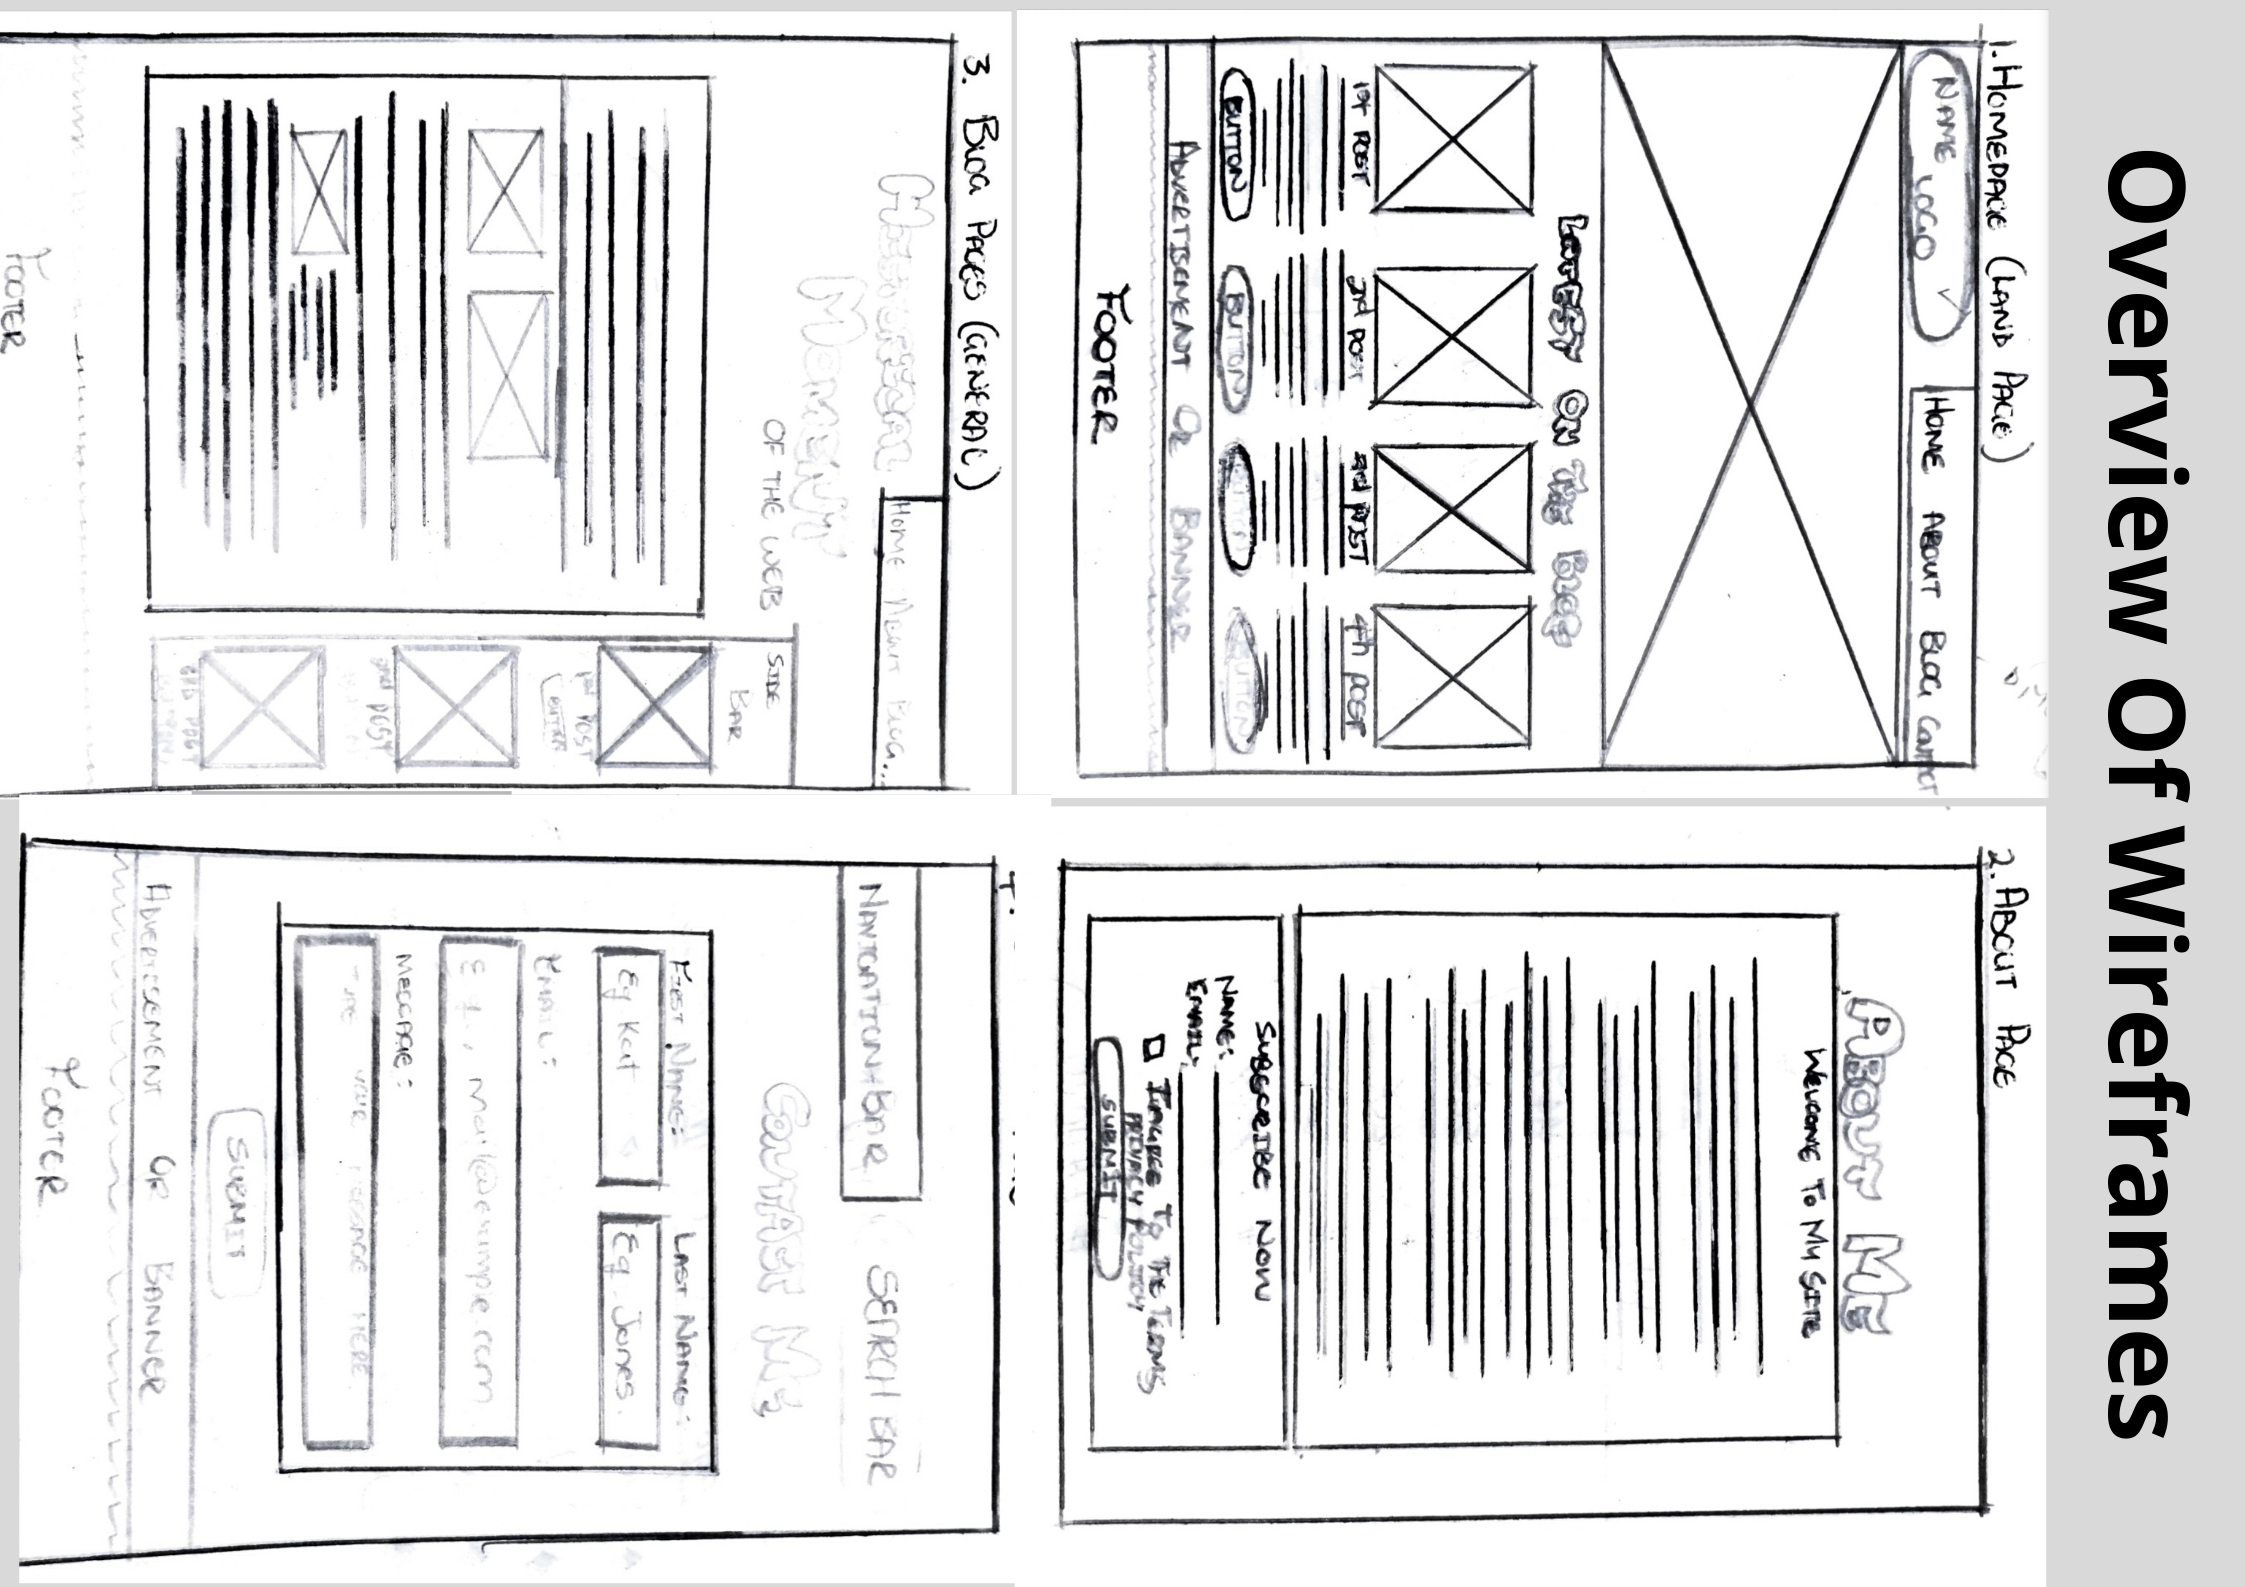 Overview Of Wireframes
1. HOMEPAGE (LAND PAGE)
NAME LOGO
HOME ABOUT BLOG CONTACT
LATEST ON THE BLOG
1st POST 2nd POST 3rd POST 4th POST
BUTTON BUTTON BUTTON BUTTON
ADVERTISEMENT OR BANNER
FOOTER
2. ABOUT PAGE
ABOUT ME
WELCOME TO MY SITE
SUBSCRIBE NOW
NAME:
EMAIL:
I AGREE TO THE TERMS
PRIVACY POLICY
SUBMIT
3. BLOG PAGES (GENERAL)
HOME ABOUT BLOG...
MOMENT
OF THE WEB
SIDE
BAR
1st POST
BUTTON
2nd POST
3rd POST
FOOTER
NAVIGATION BAR SEARCH BAR
CONTACT ME
FIRST NAME: LAST NAME:
Eg Kat Eg. Jones.
EMAIL:
E.g., mail@example.com
MESSAGE:
TYPE YOUR MESSAGE HERE.
SUBMIT
ADVERTISEMENT OR BANNER
FOOTER